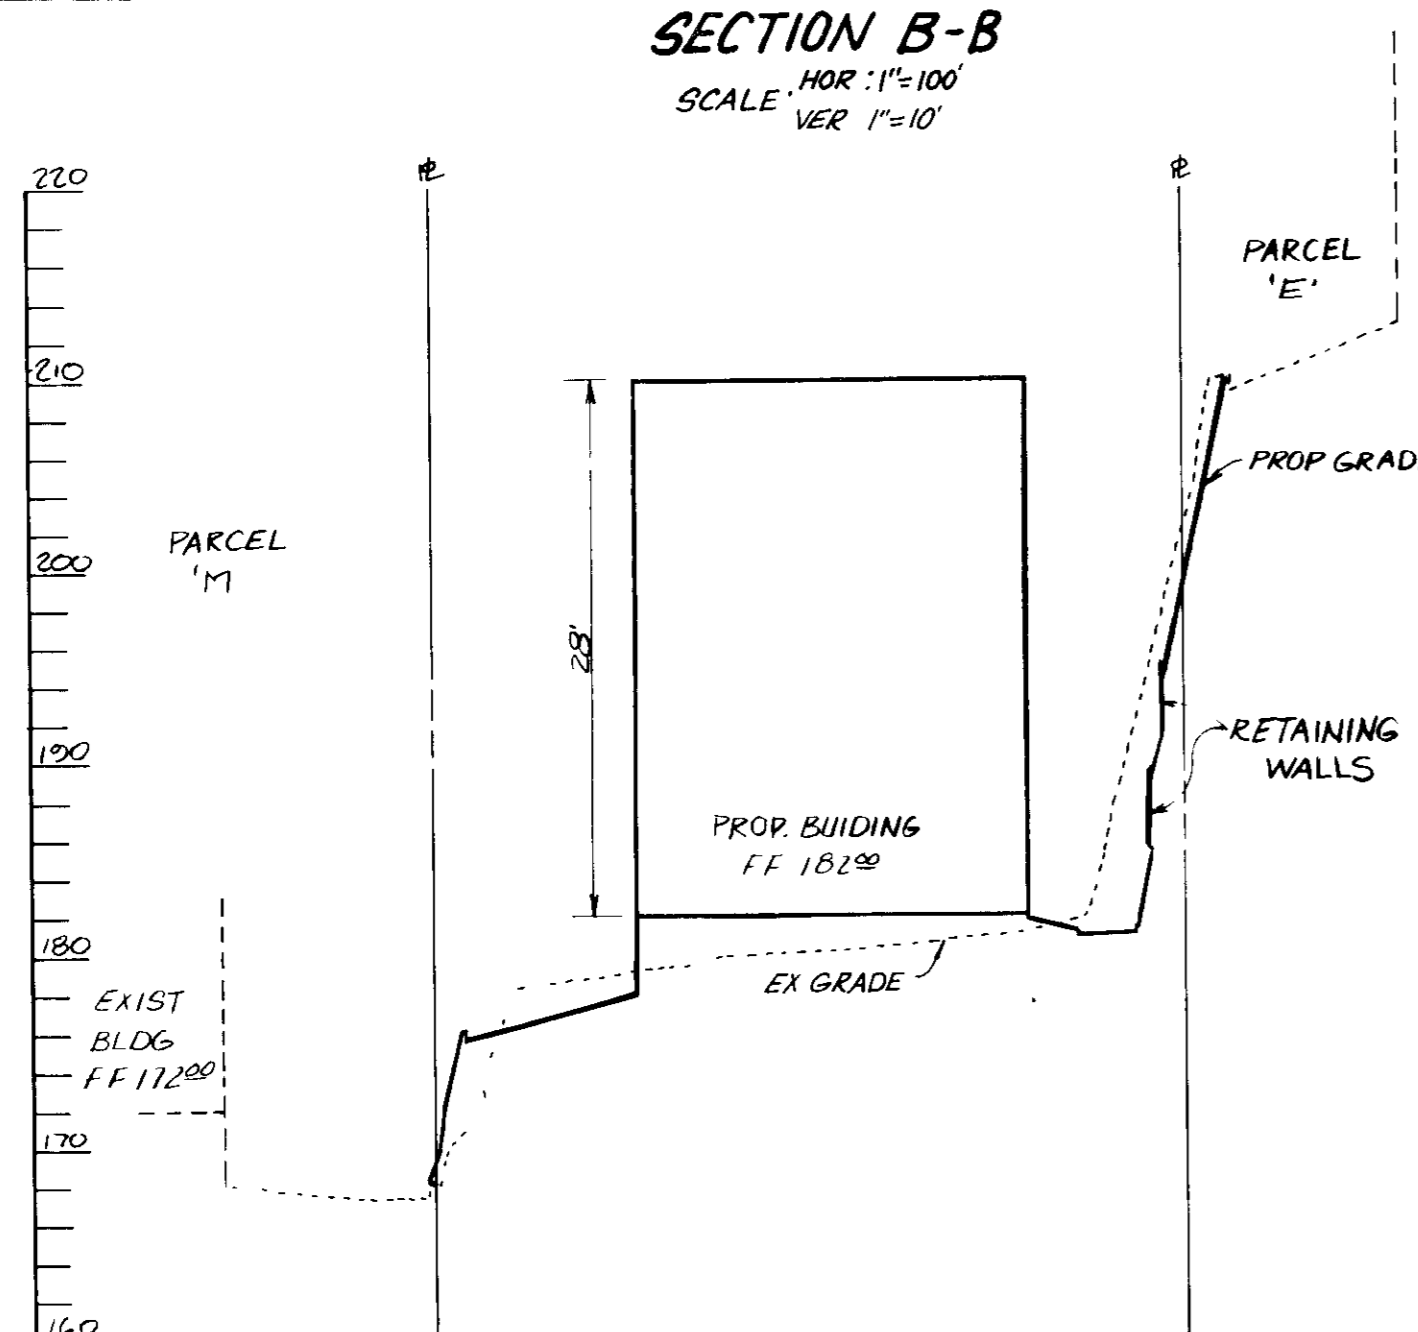 SECTION B-B
SCALE: HOR: 1"=100'
VER 1"=10'
220
210
200
190
180
170
160
PARCEL
'M
PARCEL
'E'
28'
PROP GRAD
RETAINING
WALLS
PROP. BUIDING
FF 182⁰⁰
EX GRADE
EXIST
BLDG
FF 172⁰⁰
℄
℄